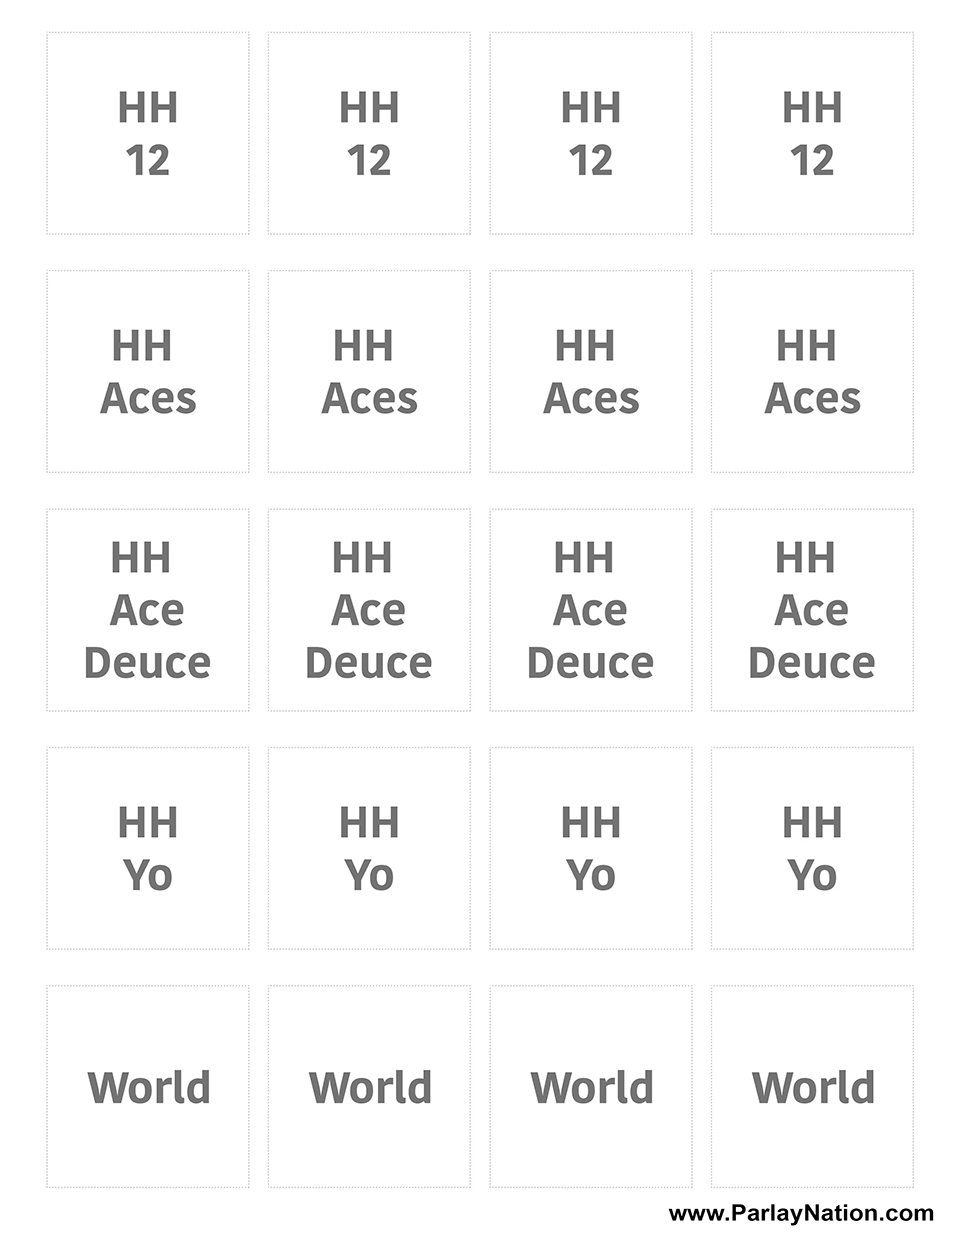 HH HH HH HH
12 12 12 12
HH HH HH HH
Aces Aces Aces Aces
HH HH HH HH
Ace Ace Ace Ace
Deuce Deuce Deuce Deuce
HH HH HH HH
Yo Yo Yo Yo
World World World World
www.ParlayNation.com